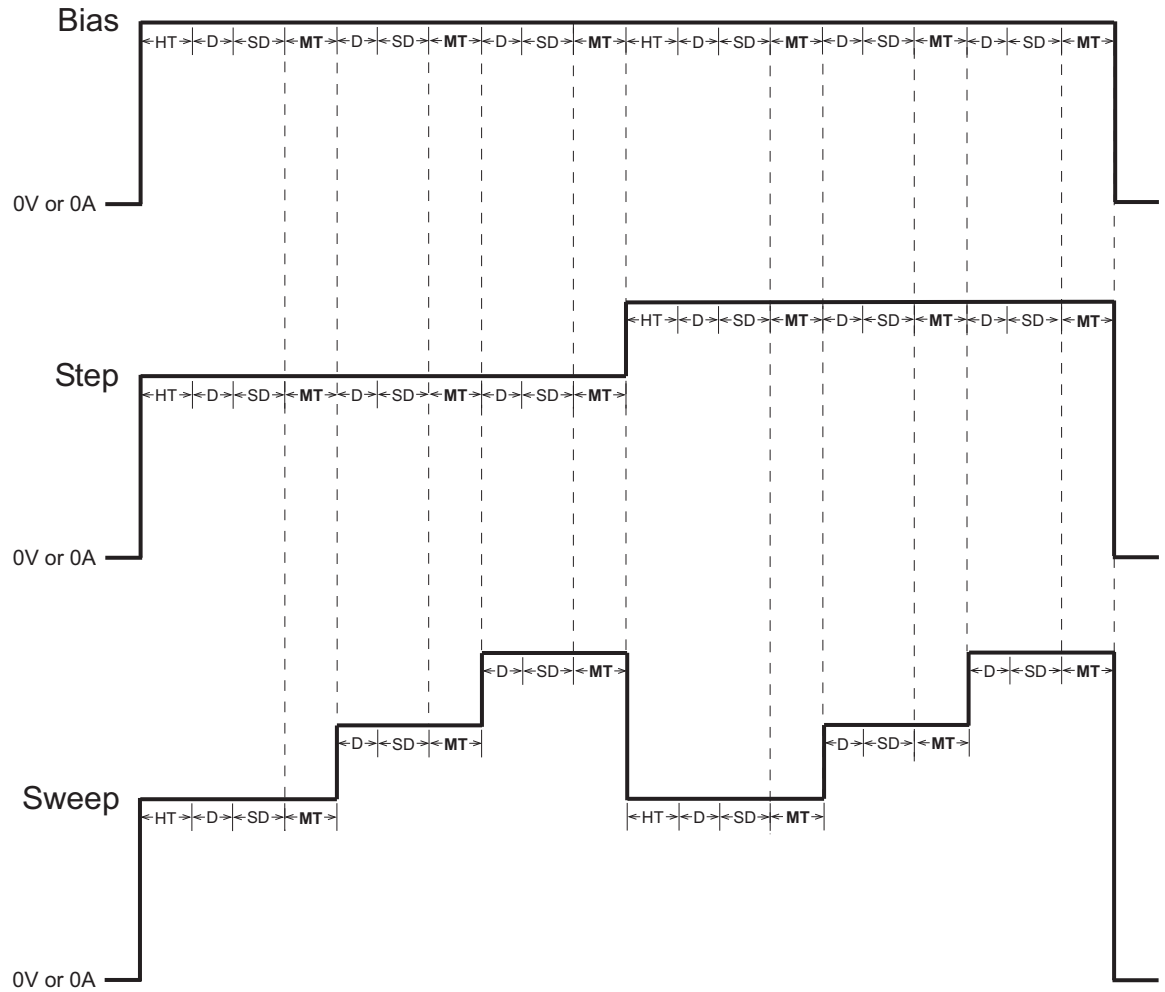 Bias
HT D SD MT D SD MT D SD MT HT D SD MT D SD MT D SD MT
0V or 0A
HT D SD MT D SD MT D SD MT
Step
HT D SD MT D SD MT D SD MT
0V or 0A
D SD MT D SD MT
D SD MT D SD MT
Sweep
HT D SD MT HT D SD MT
0V or 0A